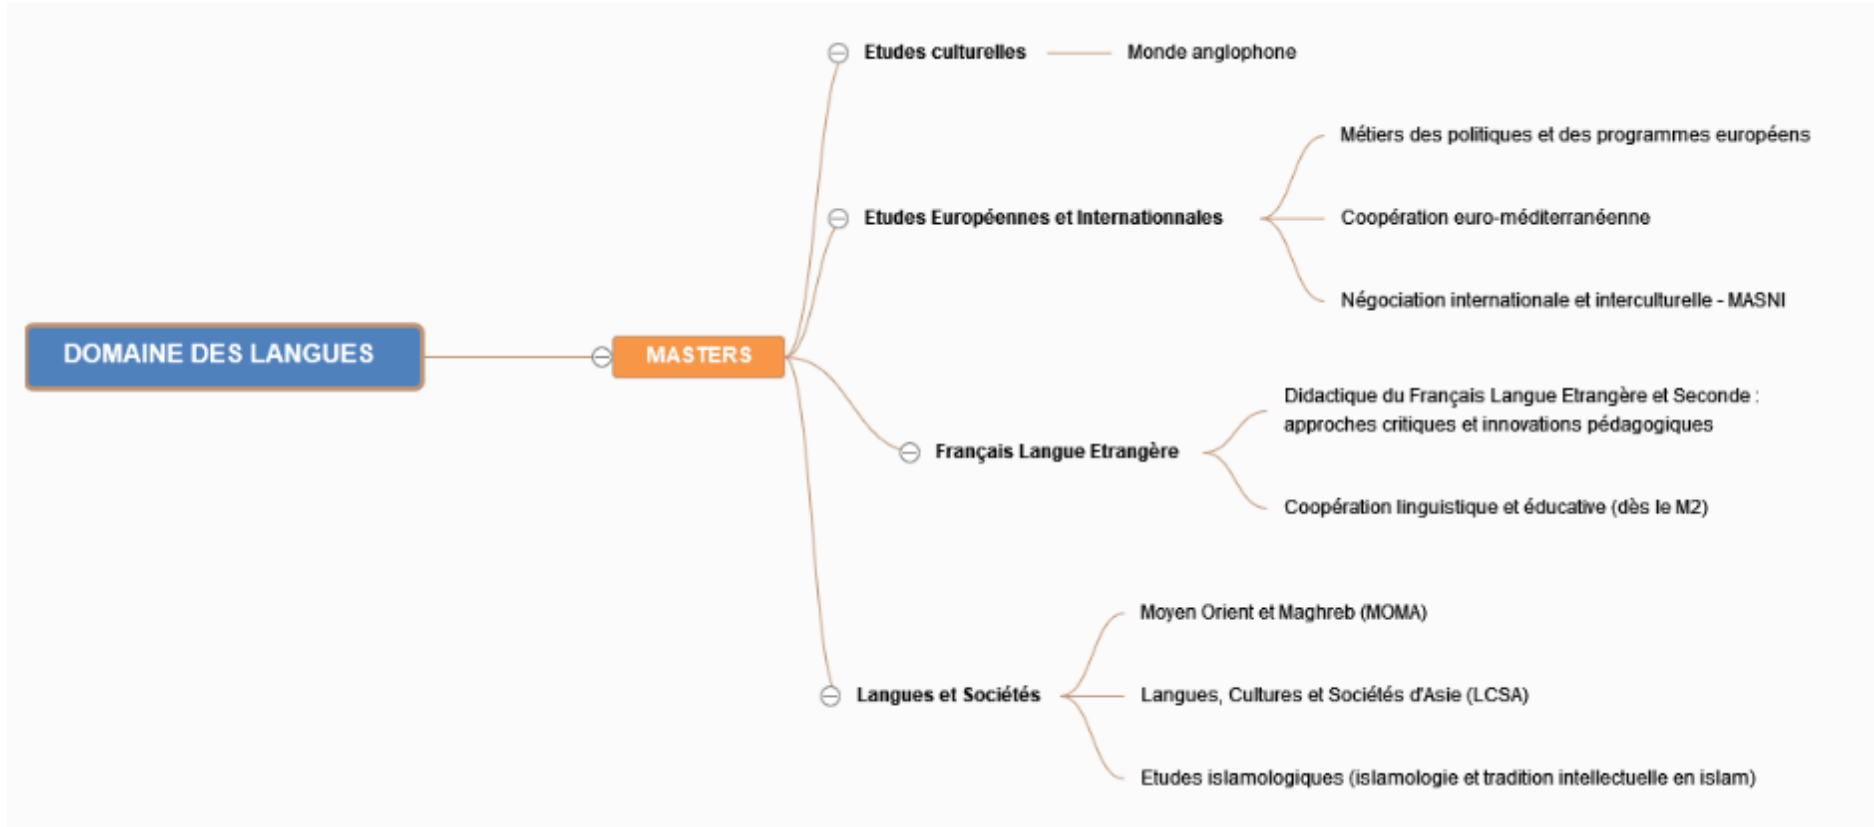 DOMAINE DES LANGUES
MASTERS
Etudes culturelles
Monde anglophone
Etudes Européennes et Internationnales
Métiers des politiques et des programmes européens
Coopération euro-méditerranéenne
Négociation internationale et interculturelle - MASNI
Français Langue Etrangère
Didactique du Français Langue Etrangère et Seconde :
approches critiques et innovations pédagogiques
Coopération linguistique et éducative (dès le M2)
Langues et Sociétés
Moyen Orient et Maghreb (MOMA)
Langues, Cultures et Sociétés d'Asie (LCSA)
Etudes islamologiques (islamologie et tradition intellectuelle en islam)